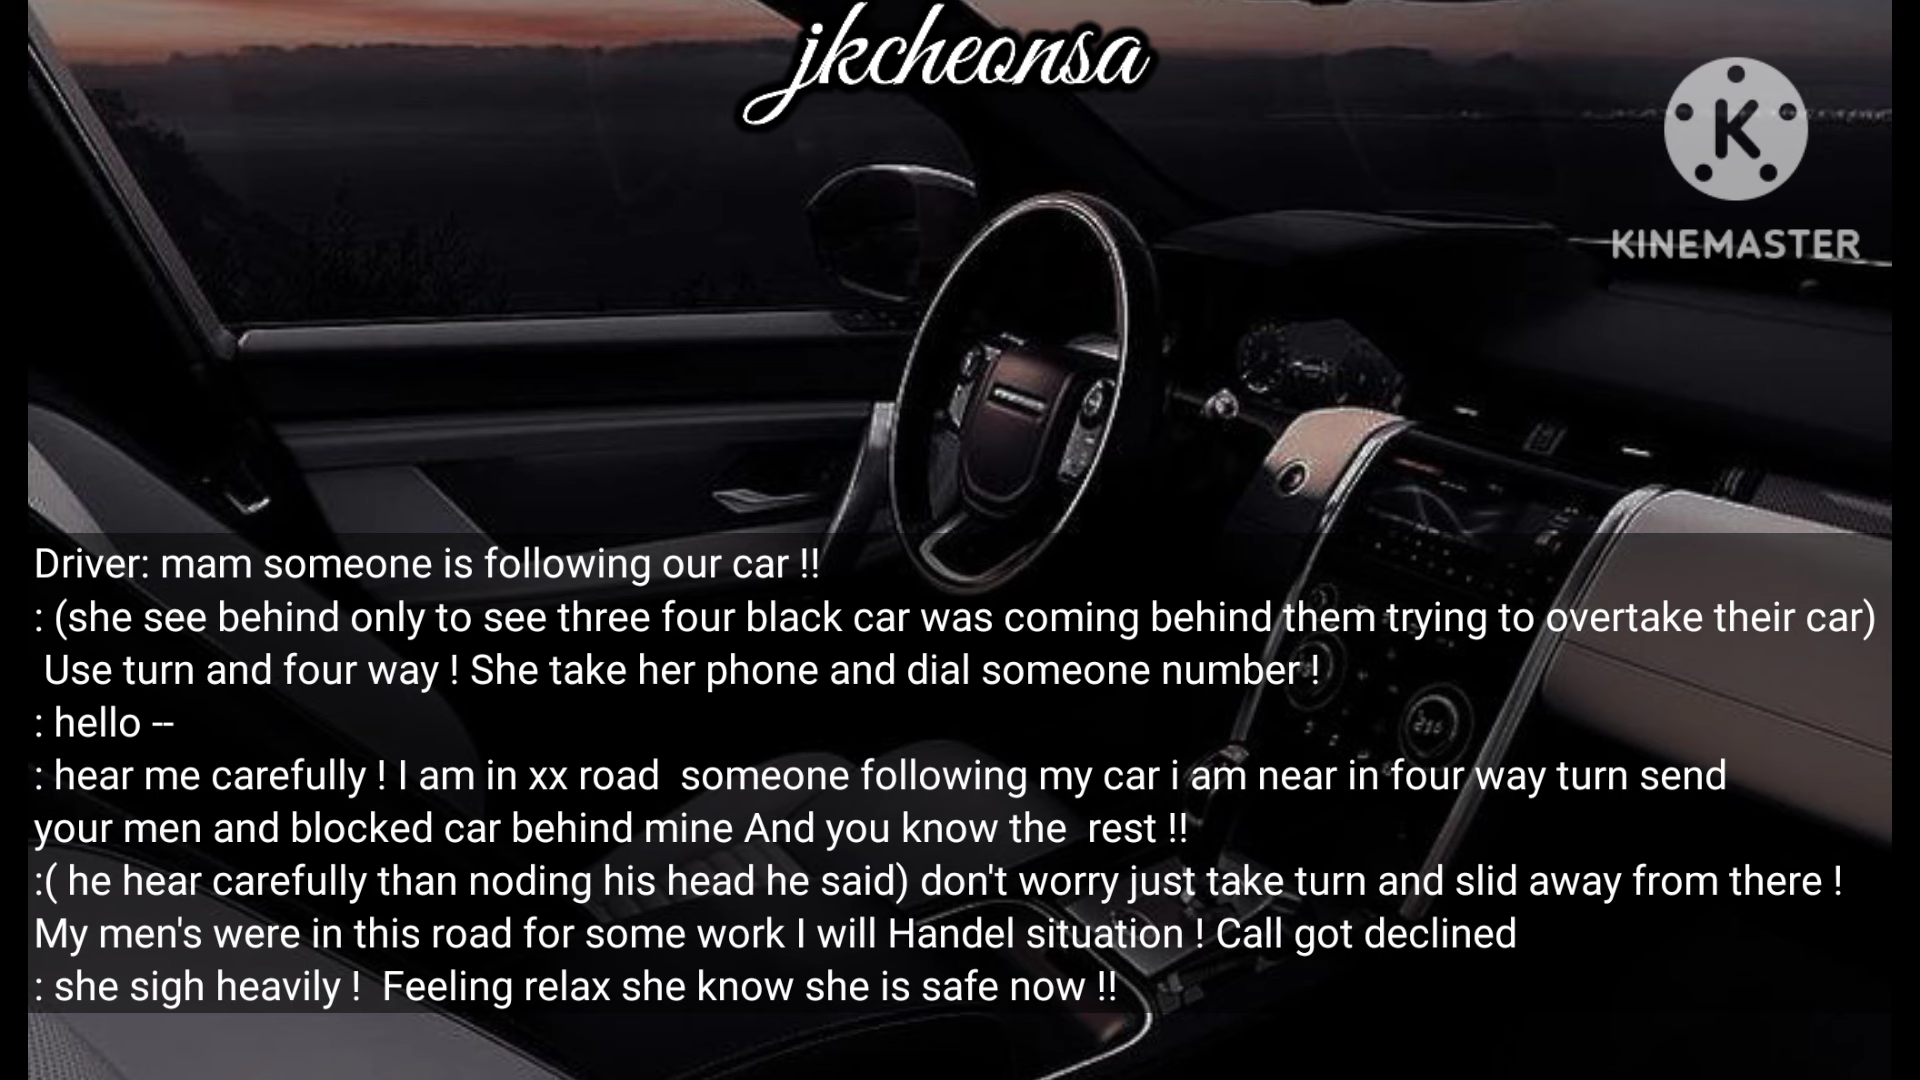 jkcheonsa
K
KINEMASTER
Driver: mam someone is following our car !!
: (she see behind only to see three four black car was coming behind them trying to overtake their car)
Use turn and four way ! She take her phone and dial someone number !
: hello --
: hear me carefully ! I am in xx road  someone following my car i am near in four way turn send
your men and blocked car behind mine And you know the  rest !!
:( he hear carefully than noding his head he said) don't worry just take turn and slid away from there !
My men's were in this road for some work I will Handel situation ! Call got declined
: she sigh heavily !  Feeling relax she know she is safe now !!